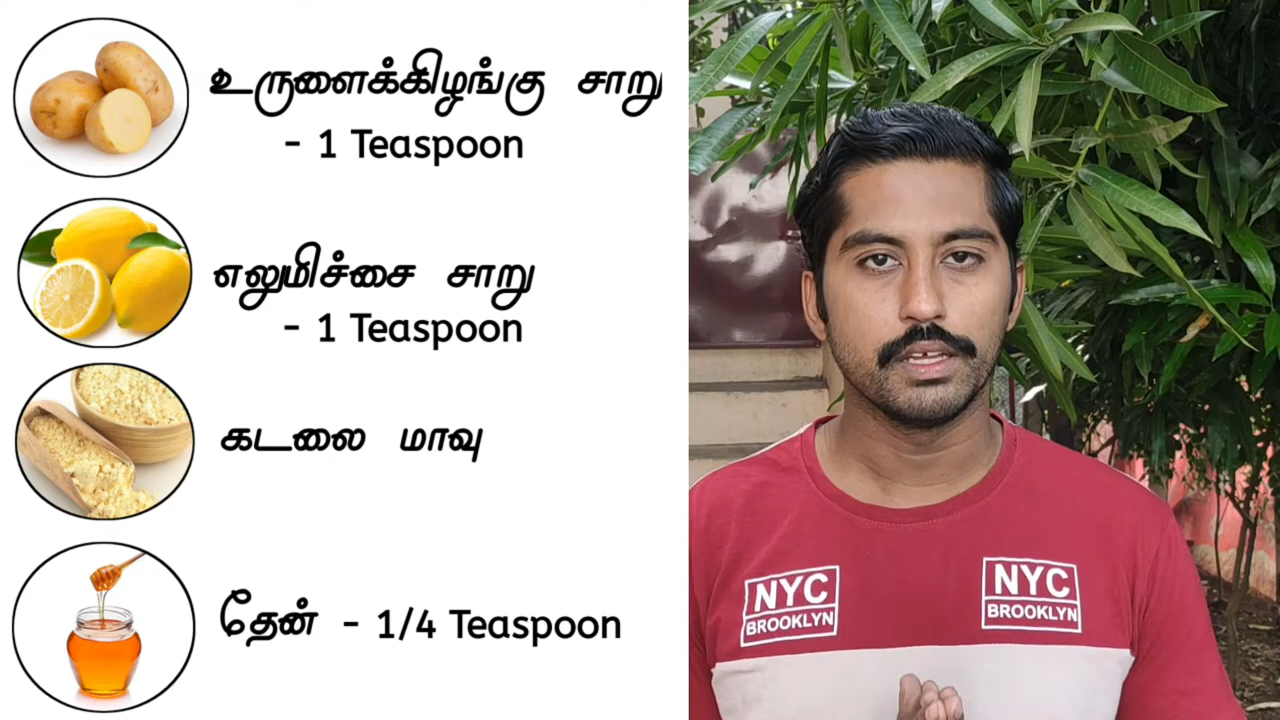 உருளைக்கிழங்கு சாறு
- 1 Teaspoon
எலுமிச்சை சாறு
- 1 Teaspoon
கடலை மாவு
தேன் - 1/4 Teaspoon
NYC
BROOKLYN
NYC
BROOKLYN